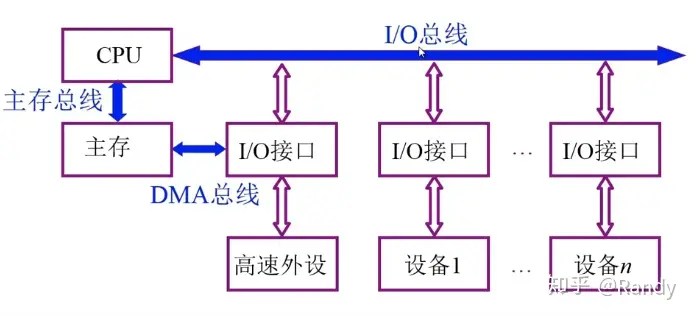 I/O总线
CPU
主存总线
主存
I/O接口
I/O接口
...
I/O接口
DMA总线
高速外设
设备1
...
设备n
知乎 @Randy